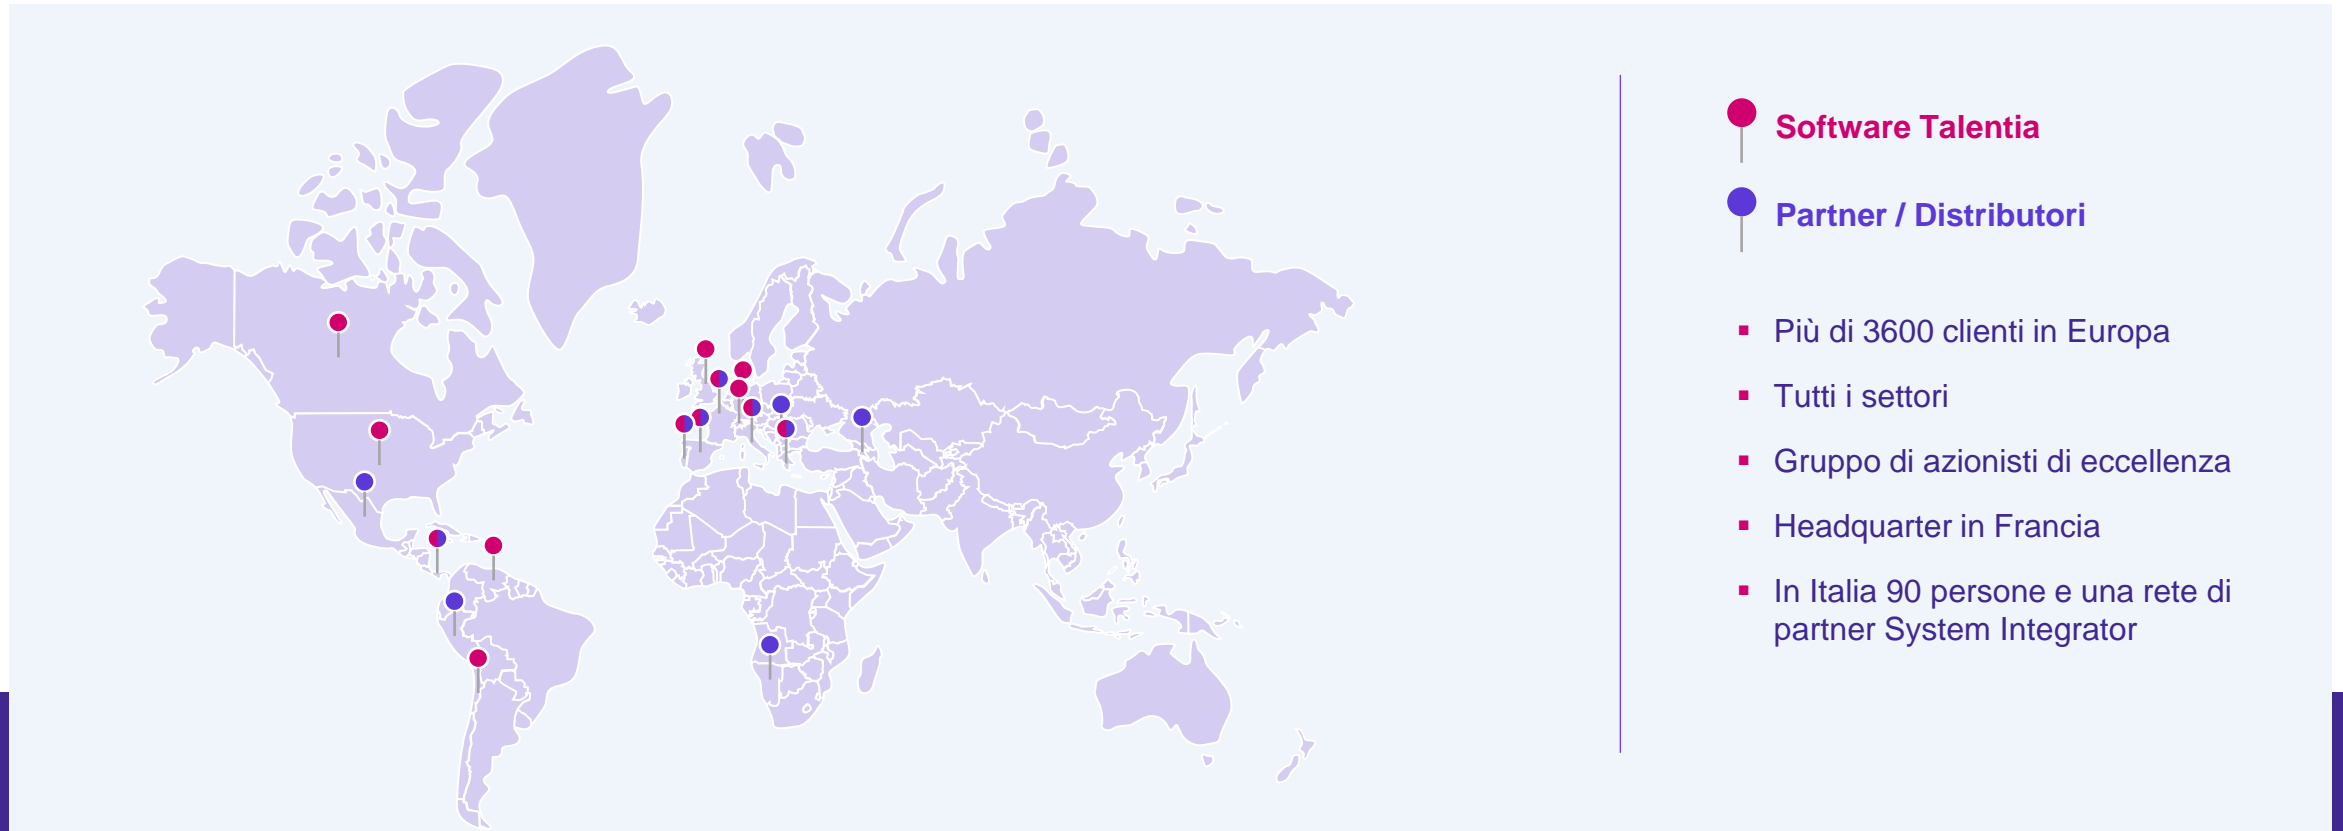 Software Talentia
Partner / Distributori
▪ Più di 3600 clienti in Europa
▪ Tutti i settori
▪ Gruppo di azionisti di eccellenza
▪ Headquarter in Francia
▪ In Italia 90 persone e una rete di
partner System Integrator